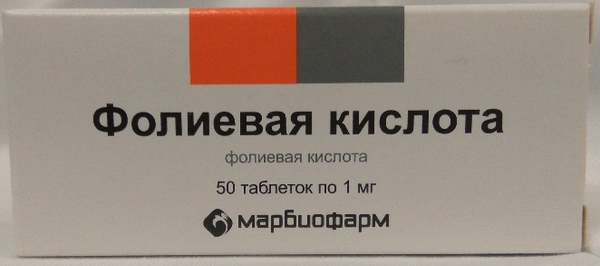 Фолиевая кислота
фолиевая кислота
50 таблеток по 1 мг
марбиофарм